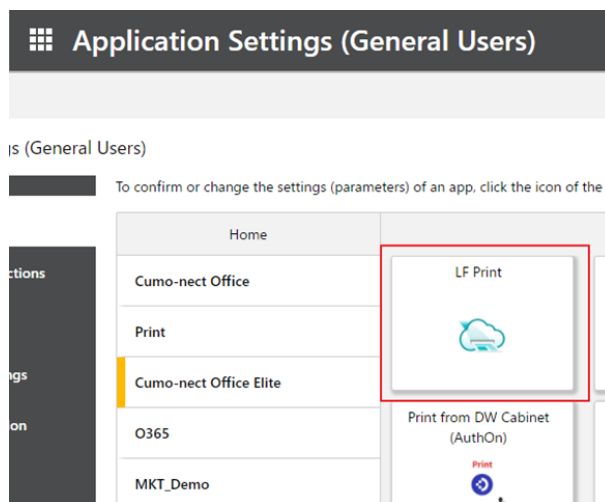 Application Settings (General Users)
gs (General Users)
To confirm or change the settings (parameters) of an app, click the icon of the
Home
ctions
Cumo-nect Office
LF Print
Print
ngs
Cumo-nect Office Elite
on
O365
Print from DW Cabinet
(AuthOn)
Print
MKT_Demo